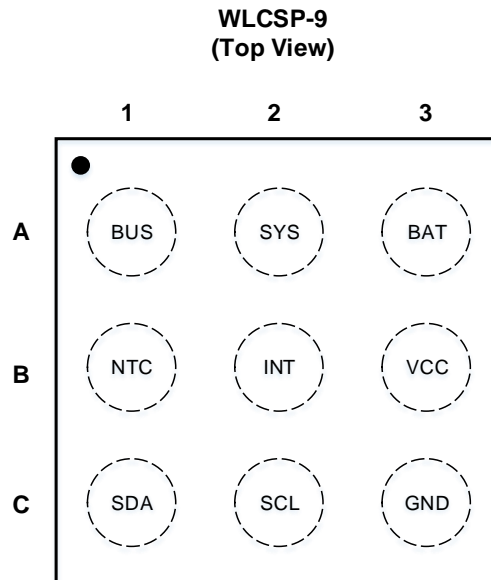 WLCSP-9
(Top View)
1 2 3
A BUS SYS BAT
B NTC INT VCC
C SDA SCL GND